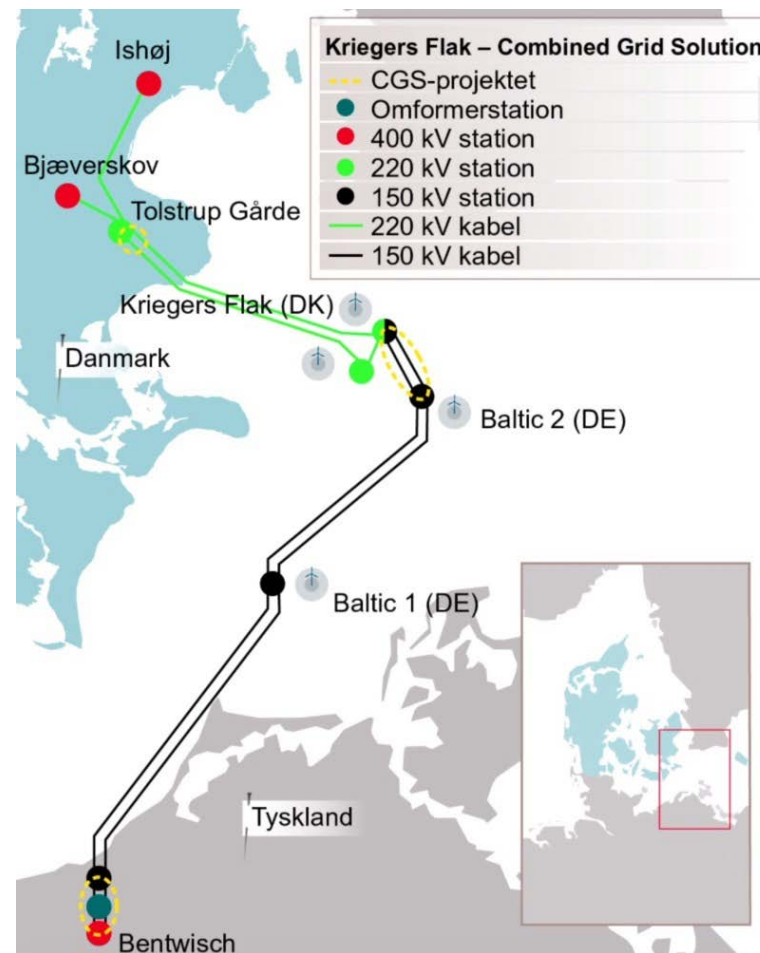 Ishøj
Kriegers Flak – Combined Grid Solution
CGS-projektet
Omformerstation
400 kV station
220 kV station
150 kV station
220 kV kabel
150 kV kabel
Bjæverskov
Tolstrup Gårde
Kriegers Flak (DK)
Danmark
Baltic 2 (DE)
Baltic 1 (DE)
Tyskland
Bentwisch